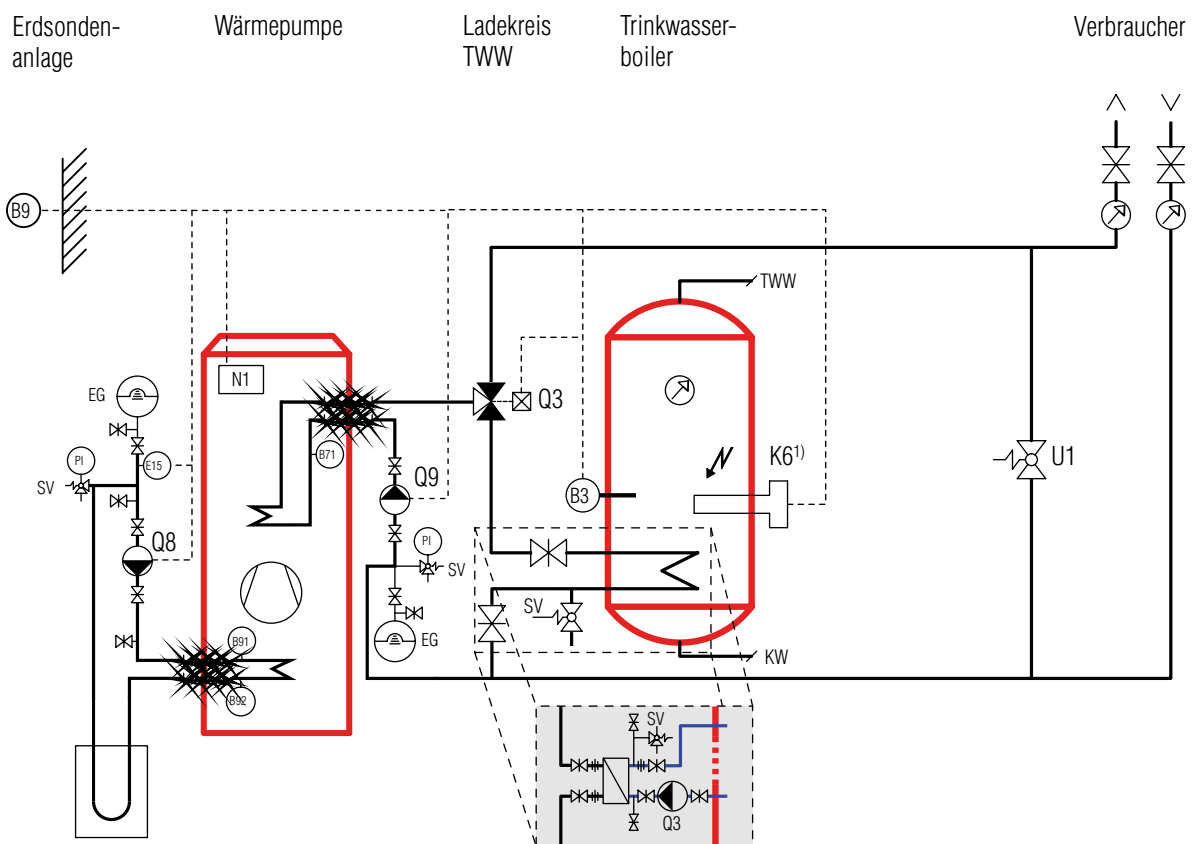 Erdsonden-
anlage
Wärmepumpe
Ladekreis
TWW
Trinkwasser-
boiler
Verbraucher
B9
TWW
N1
EG
Q3
PI
SV
E15
B71
Q9
K6¹⁾
U1
B3
Q8
PI
SV
SV
EG
B91
KW
B92
SV
Q3